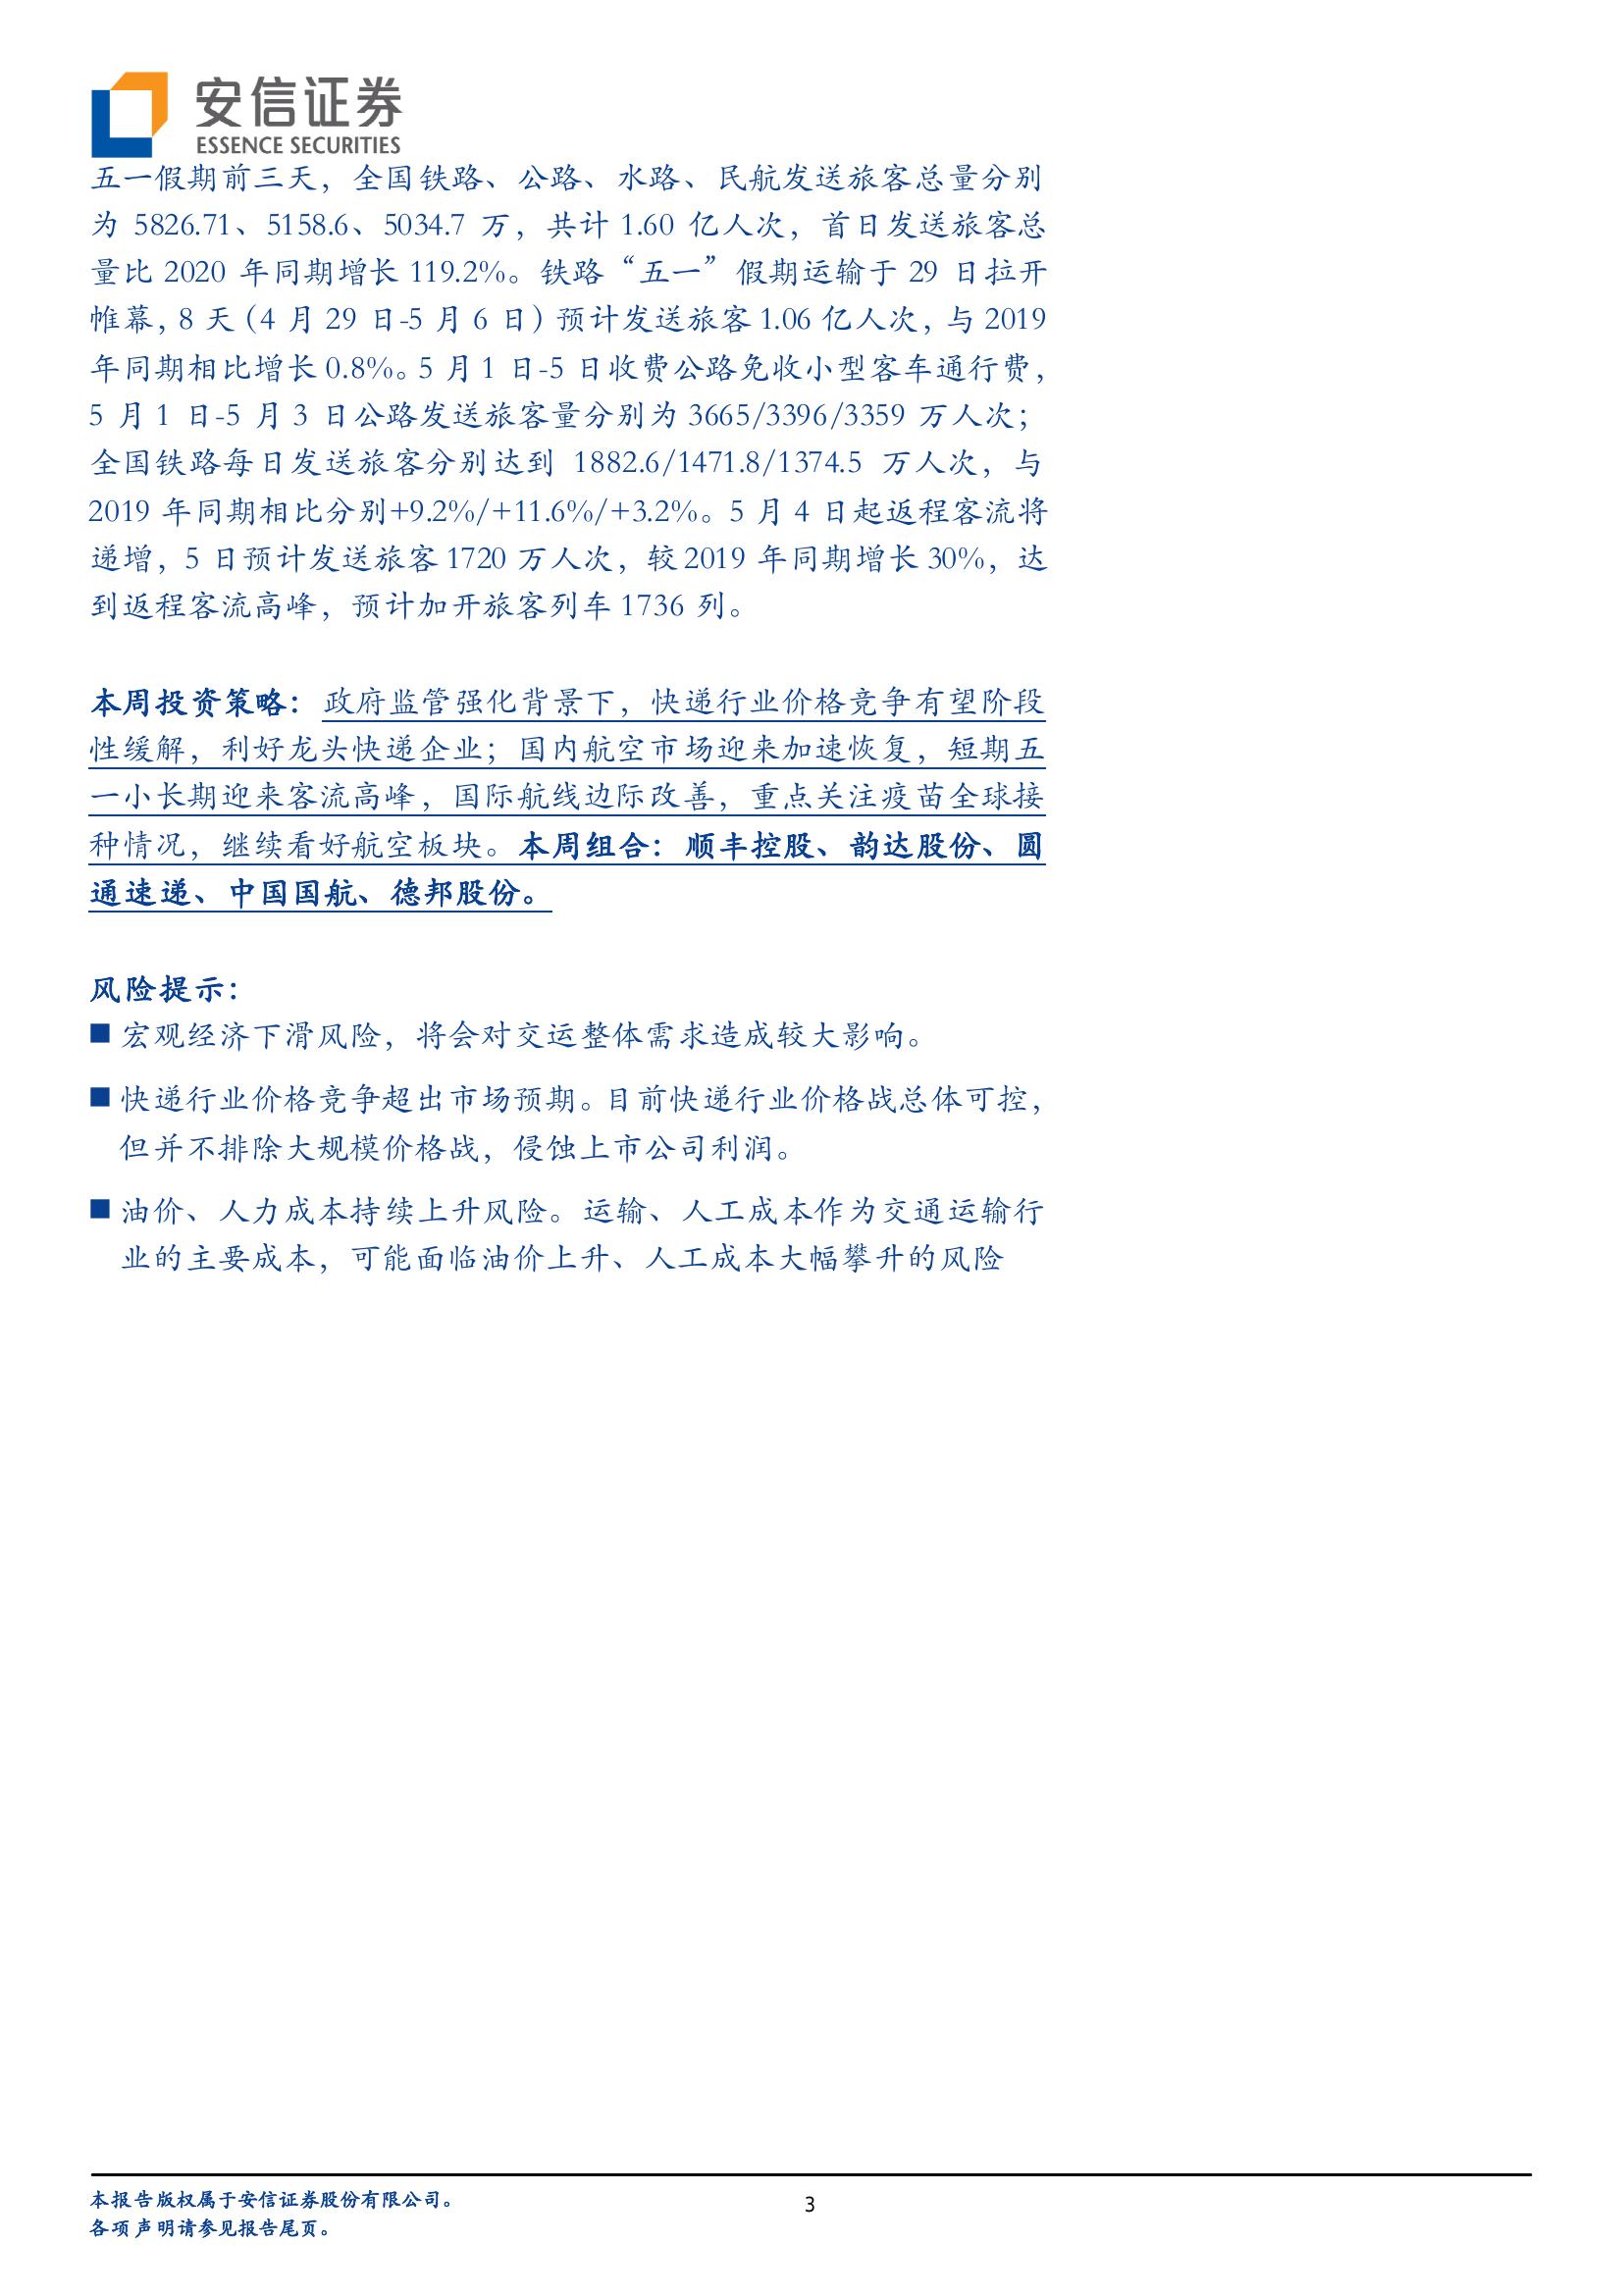 安信证券
ESSENCE SECURITIES
五一假期前三天，全国铁路、公路、水路、民航发送旅客总量分别
为 5826.71、5158.6、5034.7 万，共计 1.60 亿人次，首日发送旅客总
量比 2020 年同期增长 119.2%。铁路“五一”假期运输于 29 日拉开
帷幕，8 天（4 月 29 日-5 月 6 日）预计发送旅客 1.06 亿人次，与 2019
年同期相比增长 0.8%。5 月 1 日-5 日收费公路免收小型客车通行费，
5 月 1 日-5 月 3 日公路发送旅客量分别为 3665/3396/3359 万人次；
全国铁路每日发送旅客分别达到 1882.6/1471.8/1374.5 万人次，与
2019 年同期相比分别+9.2%/+11.6%/+3.2%。5 月 4 日起返程客流将
递增，5 日预计发送旅客 1720 万人次，较 2019 年同期增长 30%，达
到返程客流高峰，预计加开旅客列车 1736 列。
本周投资策略：政府监管强化背景下，快递行业价格竞争有望阶段
性缓解，利好龙头快递企业；国内航空市场迎来加速恢复，短期五
一小长期迎来客流高峰，国际航线边际改善，重点关注疫苗全球接
种情况，继续看好航空板块。本周组合：顺丰控股、韵达股份、圆
通速递、中国国航、德邦股份。
风险提示：
■ 宏观经济下滑风险，将会对交运整体需求造成较大影响。
■ 快递行业价格竞争超出市场预期。目前快递行业价格战总体可控，
但并不排除大规模价格战，侵蚀上市公司利润。
■ 油价、人力成本持续上升风险。运输、人工成本作为交通运输行
业的主要成本，可能面临油价上升、人工成本大幅攀升的风险
本报告版权属于安信证券股份有限公司。
各项声明请参见报告尾页。
3